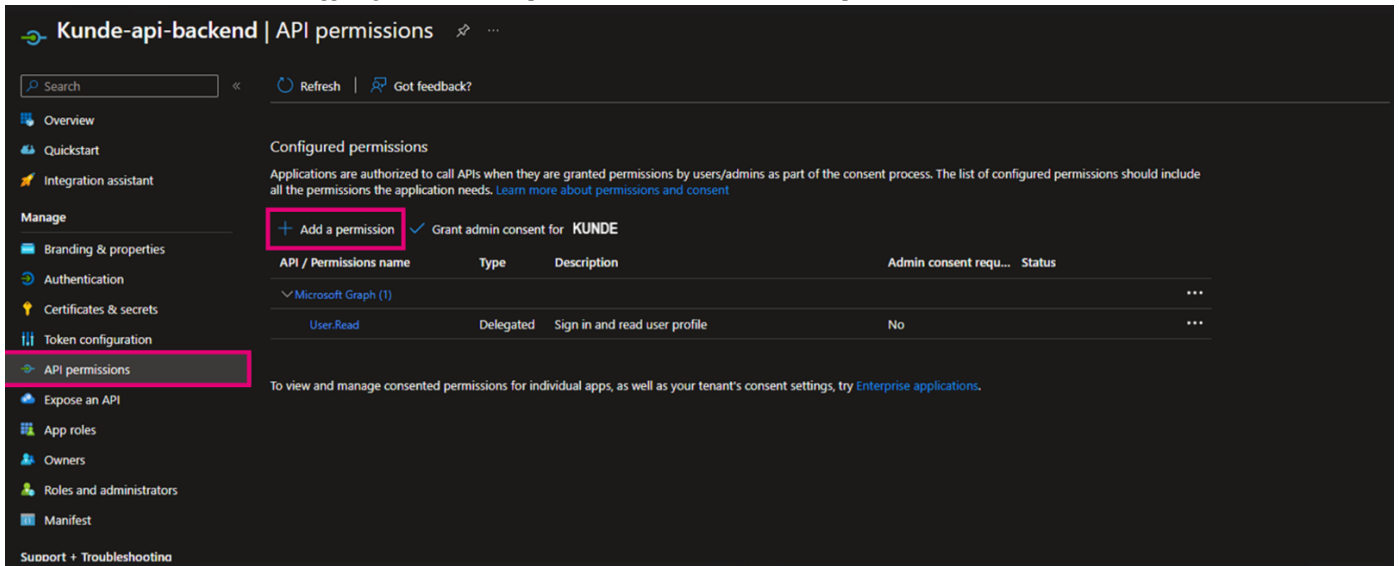 Kunde-api-backend | API permissions
Search
Refresh | Got feedback?
Overview
Quickstart
Integration assistant
Manage
Branding & properties
Authentication
Certificates & secrets
Token configuration
API permissions
Expose an API
App roles
Owners
Roles and administrators
Manifest
Support + Troubleshooting
Configured permissions
Applications are authorized to call APIs when they are granted permissions by users/admins as part of the consent process. The list of configured permissions should include
all the permissions the application needs. Learn more about permissions and consent
Add a permission Grant admin consent for KUNDE
API / Permissions name Type Description Admin consent requ... Status
Microsoft Graph (1)
User.Read Delegated Sign in and read user profile No
To view and manage consented permissions for individual apps, as well as your tenant's consent settings, try Enterprise applications.